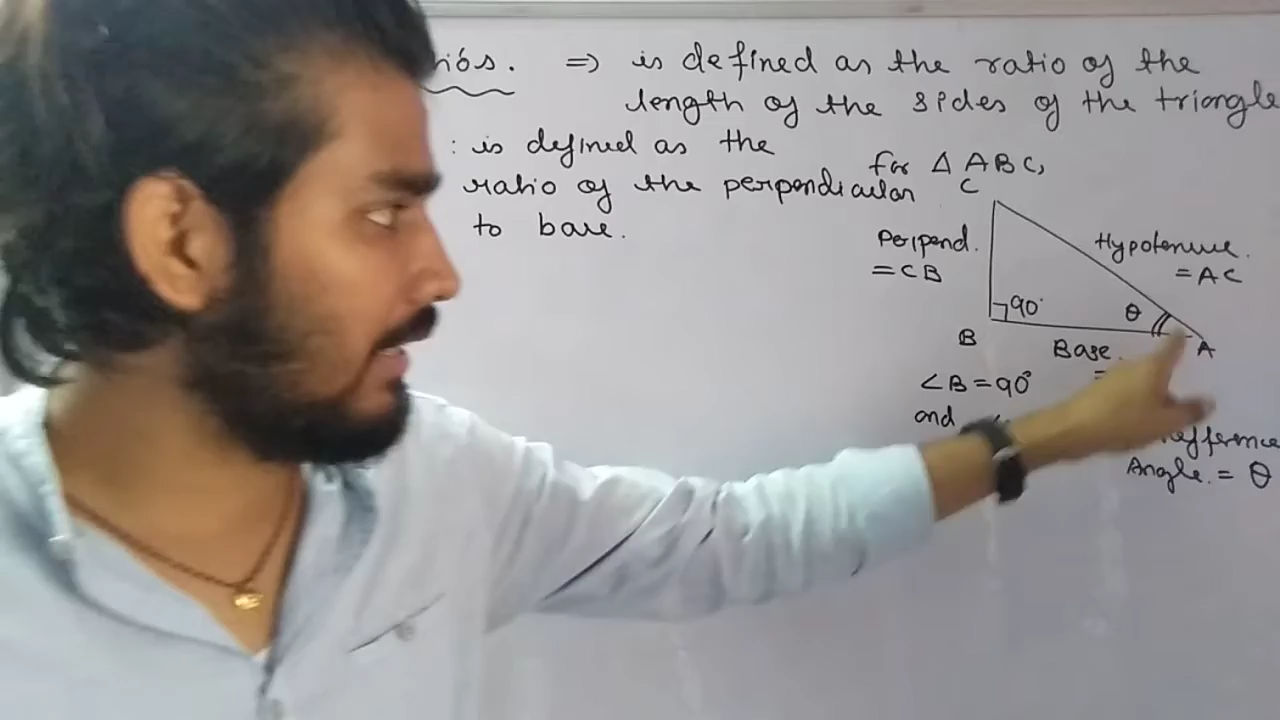 ⇒ is defined as the ratio of the
length of the sides of the triangle
: is defined as the
ratio of the perpendicular
to base.
for Δ ABC,
C
Perpend.
= CB
Hypotenuse.
= AC
90°
θ
B
Base
A
∠B = 90°
and
Angle. = θ